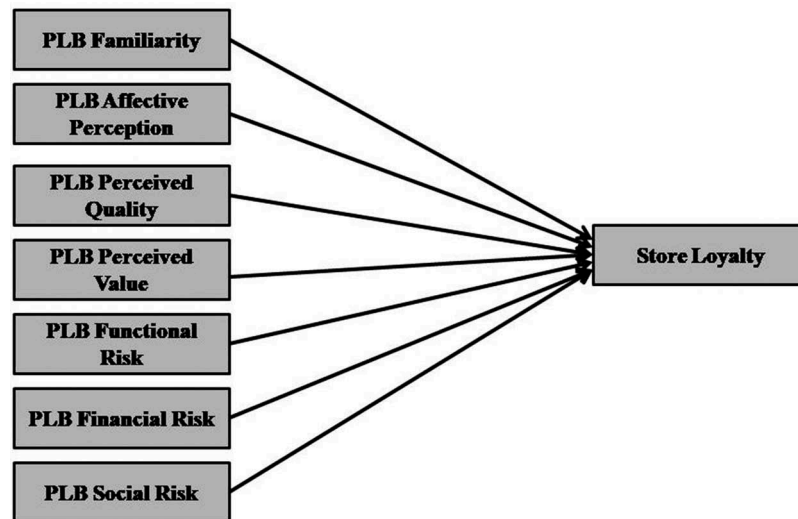 PLB Familiarity
PLB Affective
Perception
PLB Perceived
Quality
PLB Perceived
Value
PLB Functional
Risk
PLB Financial Risk
PLB Social Risk
Store Loyalty